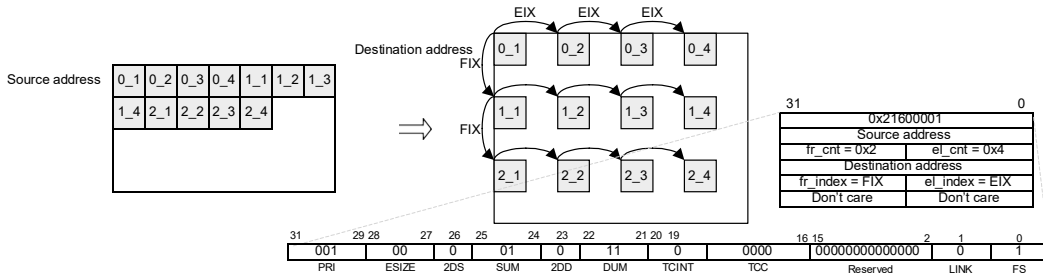 EIX EIX EIX
Destination address
FIX
0_1 0_2 0_3 0_4
Source address
0_1 0_2 0_3 0_4 1_1 1_2 1_3
1_4 2_1 2_2 2_3 2_4
FIX
1_1 1_2 1_3 1_4
2_1 2_2 2_3 2_4
31 0
0x21600001
Source address
fr_cnt = 0x2 el_cnt = 0x4
Destination address
fr_index = FIX el_index = EIX
Don't care Don't care
31 29 28 27 26 25 24 23 22 21 20 19 16 15 2 1 0
001 00 0 01 0 11 0 0000 00000000000000 0 1
PRI ESIZE 2DS SUM 2DD DUM TCINT TCC Reserved LINK FS